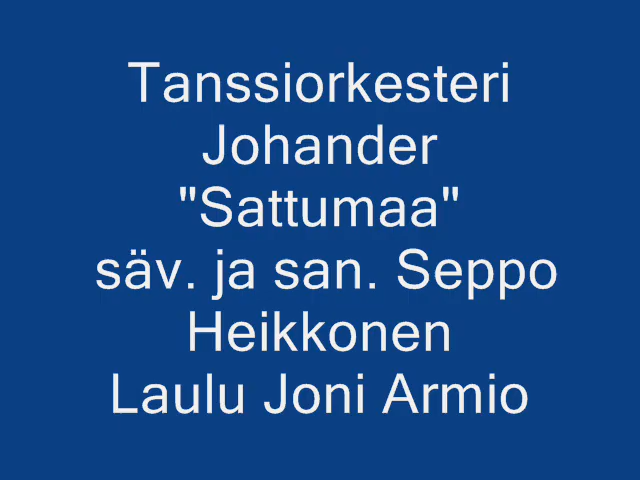 Tanssiorkesteri
Johander
"Sattumaa"
säv. ja san. Seppo
Heikkonen
Laulu Joni Armio